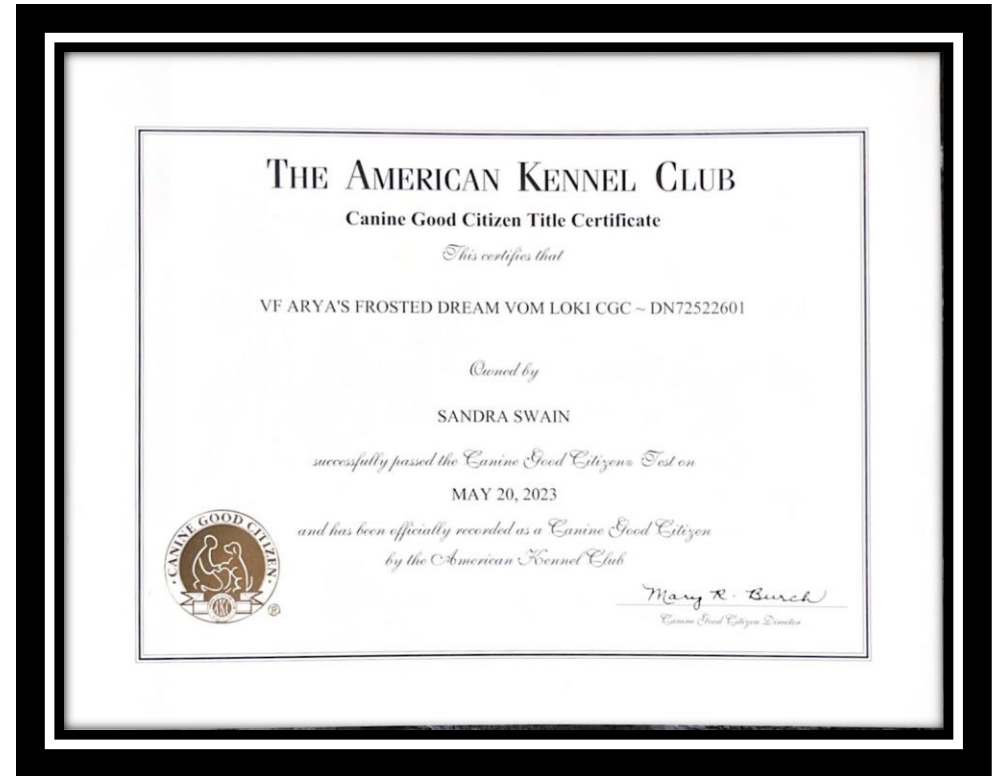 THE AMERICAN KENNEL CLUB
Canine Good Citizen Title Certificate
This certifies that
VF ARYA'S FROSTED DREAM VOM LOKI CGC ~ DN72522601
Owned by
SANDRA SWAIN
successfully passed the Canine Good Citizen® Test on
MAY 20, 2023
and has been officially recorded as a Canine Good Citizen
by the American Kennel Club
· CANINE GOOD CITIZEN ·
AKC
®
Mary R. Burch
Canine Good Citizen Director